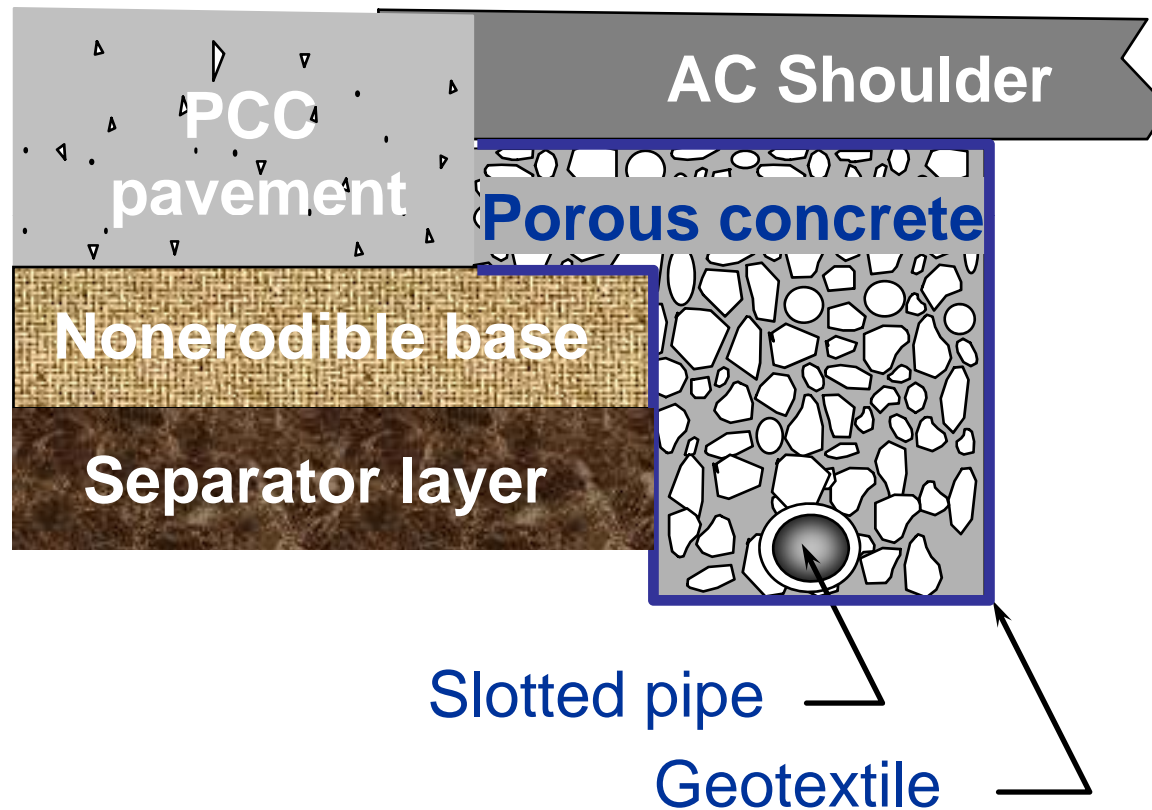 AC Shoulder
PCC
pavement
Porous concrete
Nonerodible base
Separator layer
Slotted pipe
Geotextile